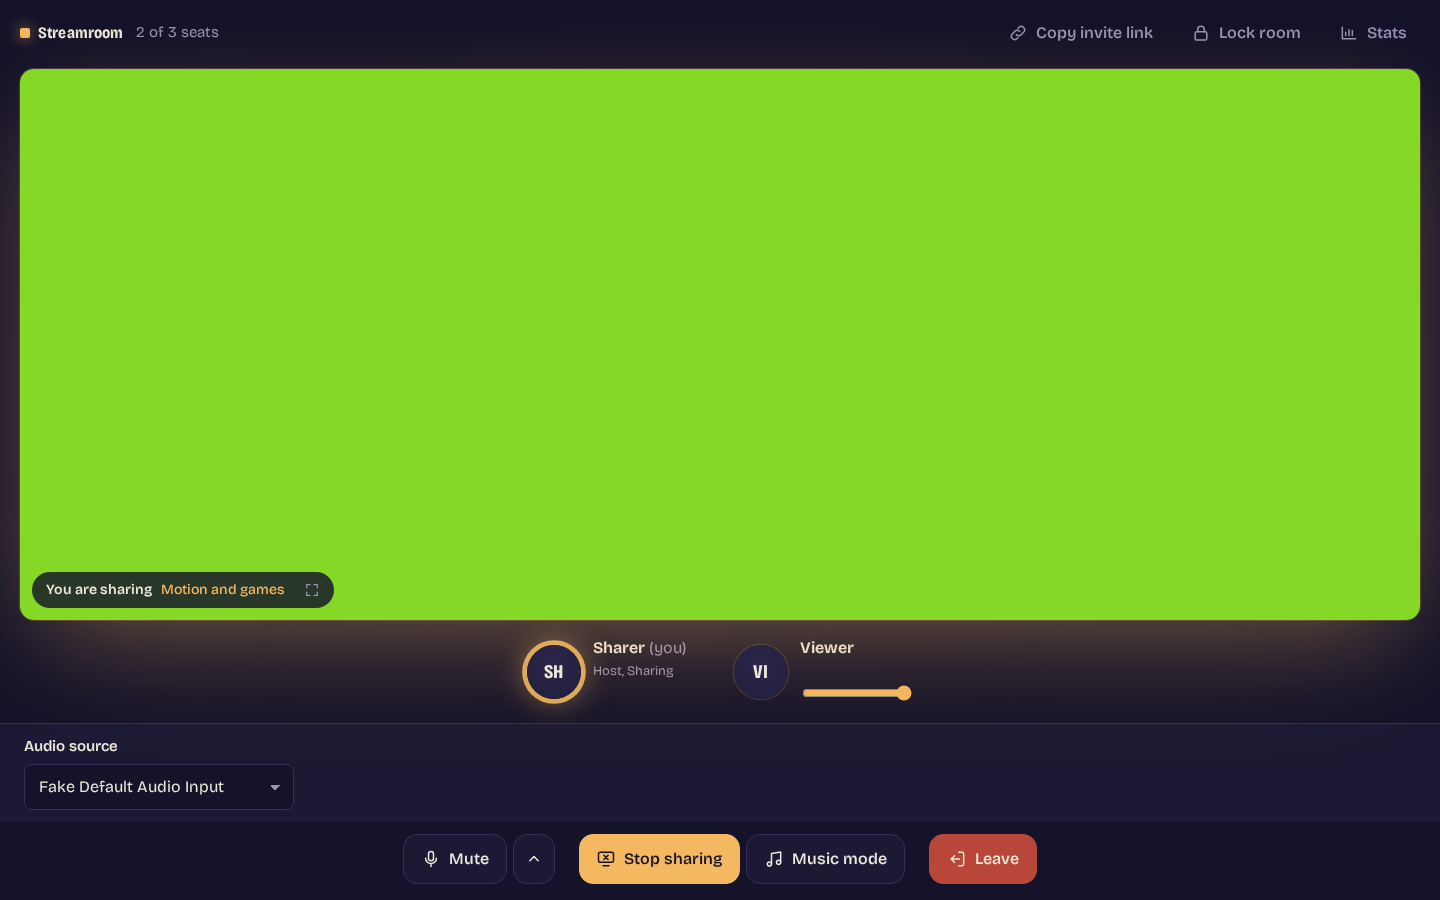 Streamroom 2 of 3 seats
Copy invite link Lock room Stats
You are sharing Motion and games
SH Sharer (you)
Host, Sharing
VI Viewer
Audio source
Fake Default Audio Input
Mute Stop sharing Music mode Leave